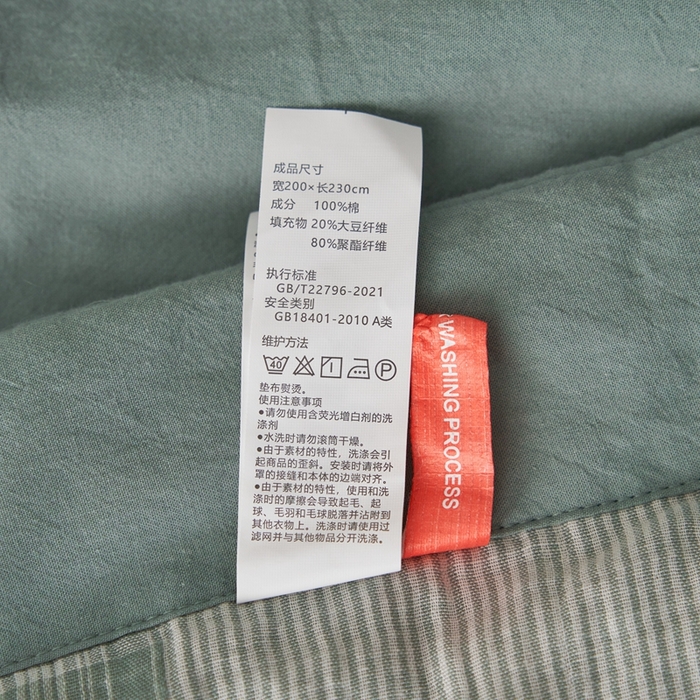 成品尺寸
宽200×长230cm
成分 100%棉
填充物 20%大豆纤维
80%聚酯纤维
执行标准
GB/T22796-2021
安全类别
GB18401-2010 A类
维护方法
40
P
垫布熨烫。
使用注意事项
●请勿使用含荧光增白剂的洗
涤剂
●水洗时请勿滚筒干燥。
●由于素材的特性，洗涤会引
起商品的歪斜。安装时请将外
罩的接缝和本体的边端对齐。
●由于素材的特性，使用和洗
涤时的摩擦会导致起毛、起
球、毛羽和毛球脱落并沾附到
其他衣物上。洗涤时请使用过
滤网并与其他物品分开洗涤.
WASHING PROCESS